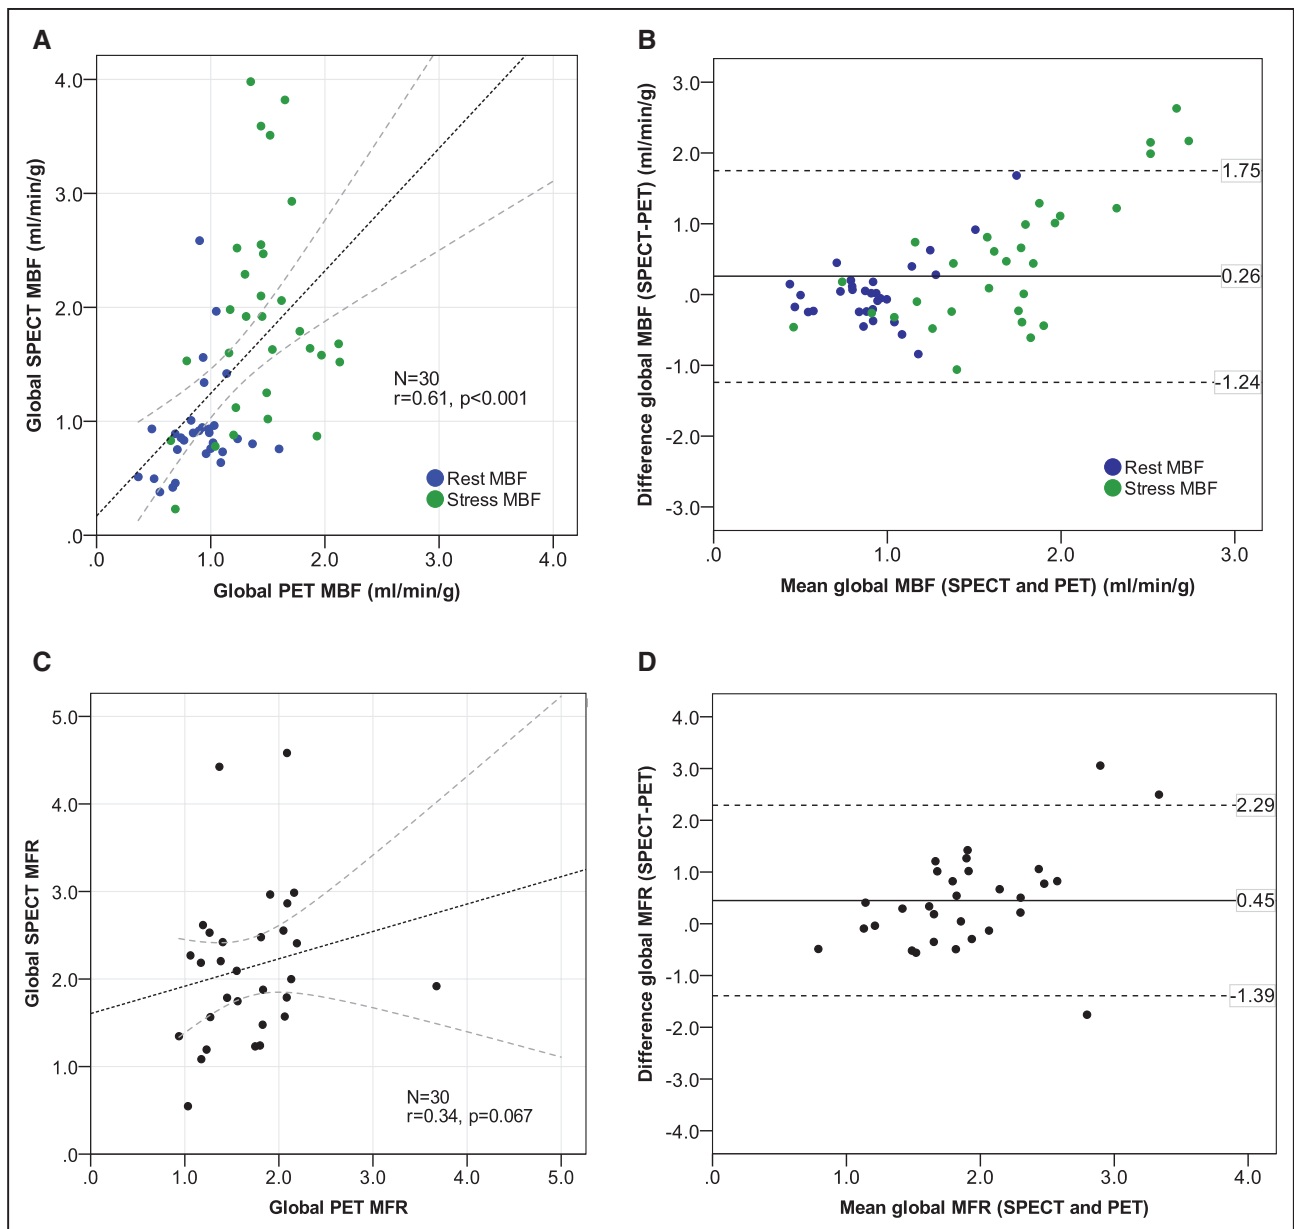 A
4.0
3.0
2.0
1.0
.0
.0
1.0
2.0
3.0
4.0
Global SPECT MBF (ml/min/g)
Global PET MBF (ml/min/g)
N=30
r=0.61, p<0.001
Rest MBF
Stress MBF
B
3.0
2.0
1.0
.0
-1.0
-2.0
-3.0
.0
1.0
2.0
3.0
Difference global MBF (SPECT-PET) (ml/min/g)
Mean global MBF (SPECT and PET) (ml/min/g)
1.75
0.26
-1.24
Rest MBF
Stress MBF
C
5.0
4.0
3.0
2.0
1.0
.0
.0
1.0
2.0
3.0
4.0
5.0
Global SPECT MFR
Global PET MFR
N=30
r=0.34, p=0.067
D
4.0
3.0
2.0
1.0
.0
-1.0
-2.0
-3.0
-4.0
.0
1.0
2.0
3.0
4.0
Difference global MFR (SPECT-PET)
Mean global MFR (SPECT and PET)
2.29
0.45
-1.39